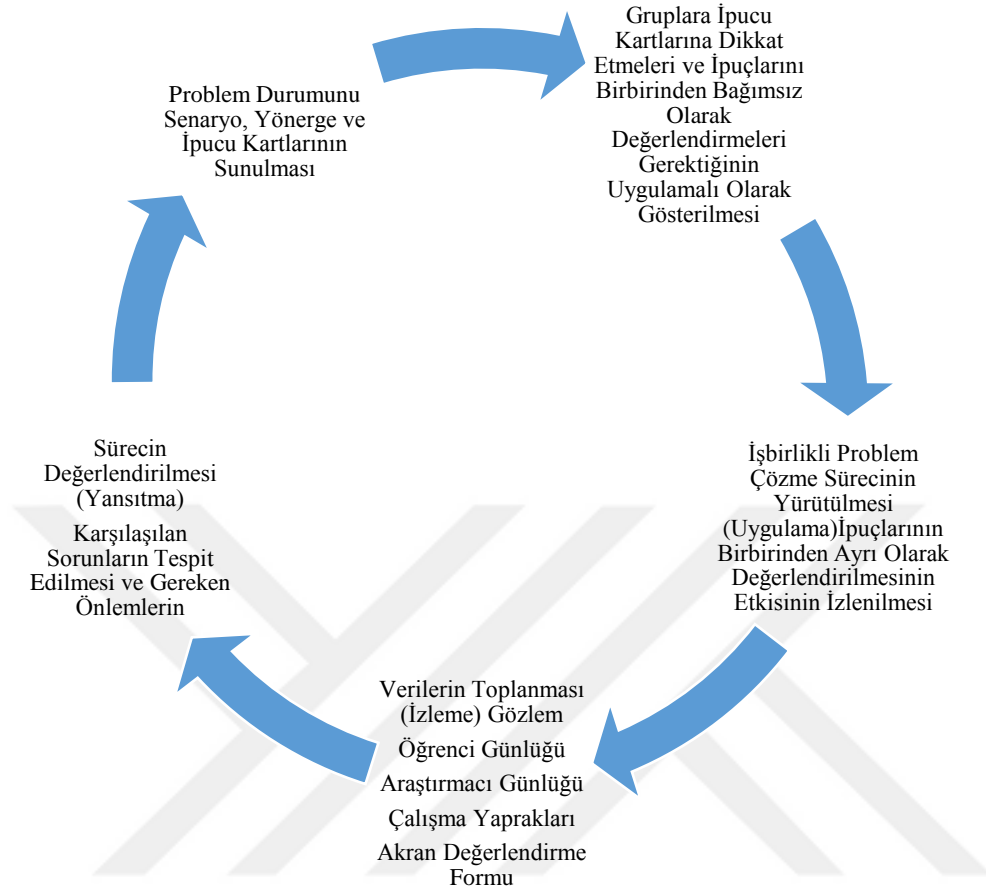 Problem Durumunu
Senaryo, Yönerge ve
İpucu Kartlarının
Sunulması
Gruplara İpucu
Kartlarına Dikkat
Etmeleri ve İpuçlarını
Birbirinden Bağımsız
Olarak
Değerlendirmeleri
Gerektiğinin
Uygulamalı Olarak
Gösterilmesi
İşbirlikli Problem
Çözme Sürecinin
Yürütülmesi
(Uygulama)İpuçlarının
Birbirinden Ayrı Olarak
Değerlendirilmesinin
Etkisinin İzlenilmesi
Verilerin Toplanması
(İzleme) Gözlem
Öğrenci Günlüğü
Araştırmacı Günlüğü
Çalışma Yaprakları
Akran Değerlendirme
Formu
Sürecin
Değerlendirilmesi
(Yansıtma)
Karşılaşılan
Sorunların Tespit
Edilmesi ve Gereken
Önlemlerin